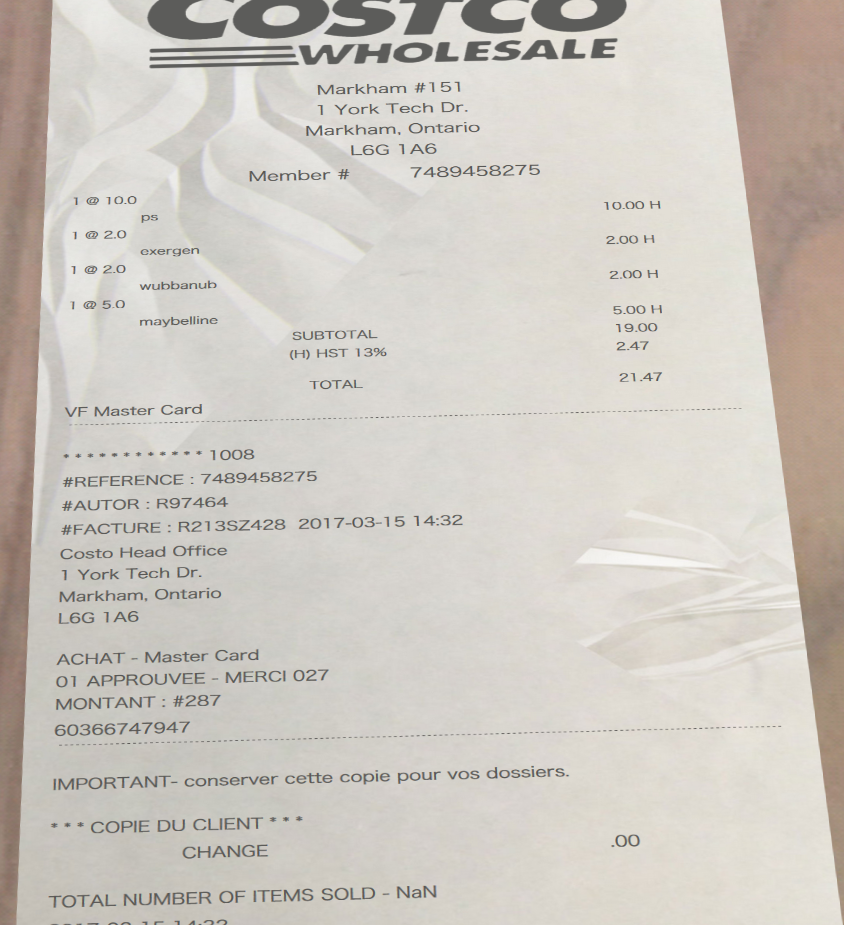 COSTCO
WHOLESALE
Markham #151
1 York Tech Dr.
Markham, Ontario
L6G 1A6
Member # 7489458275
1 @ 10.0 10.00 H
ps
1 @ 2.0 2.00 H
exergen
1 @ 2.0 2.00 H
wubbanub
1 @ 5.0 5.00 H
maybelline
SUBTOTAL 19.00
(H) HST 13% 2.47
TOTAL 21.47
VF Master Card
* * * * * * * * * * * * 1008
#REFERENCE : 7489458275
#AUTOR : R97464
#FACTURE : R213SZ428 2017-03-15 14:32
Costo Head Office
1 York Tech Dr.
Markham, Ontario
L6G 1A6
ACHAT - Master Card
01 APPROUVEE - MERCI 027
MONTANT : #287
60366747947
IMPORTANT- conserver cette copie pour vos dossiers.
* * * COPIE DU CLIENT * * *
CHANGE .00
TOTAL NUMBER OF ITEMS SOLD - NaN
2017-03-15 14:32